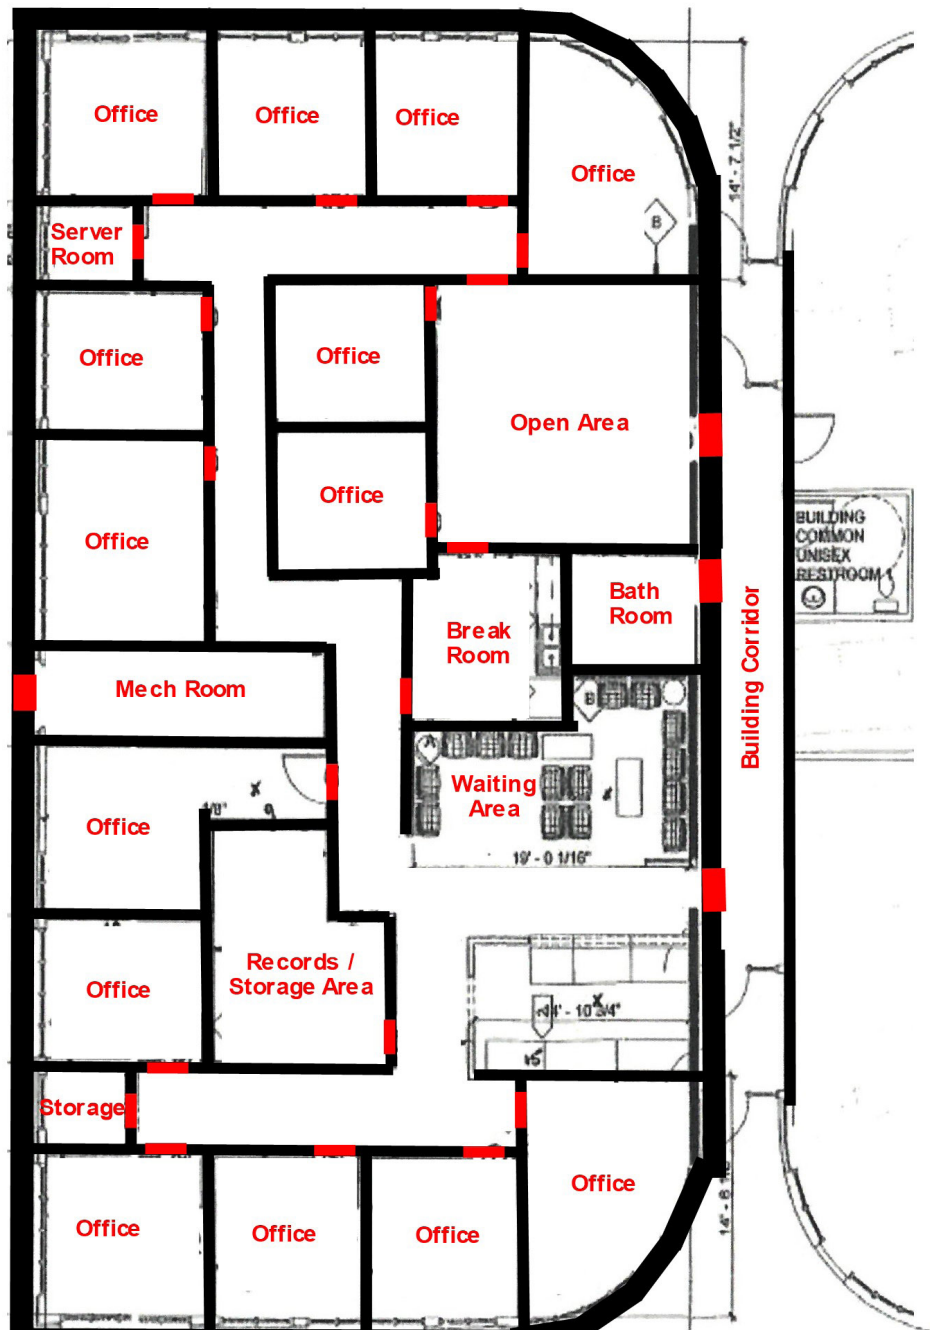 Office
Office
Office
Office
14' - 7 1/2"
B
Server
Room
Office
Office
Open Area
Office
Office
BUILDING
COMMON
UNISEX
RESTROOM 1
Bath
Room
Break
Room
Building Corridor
Mech Room
B
A
Waiting
Area
Office
19' - 0 1/16"
Records /
Storage Area
Office
Storage
Office
Office
Office
Office